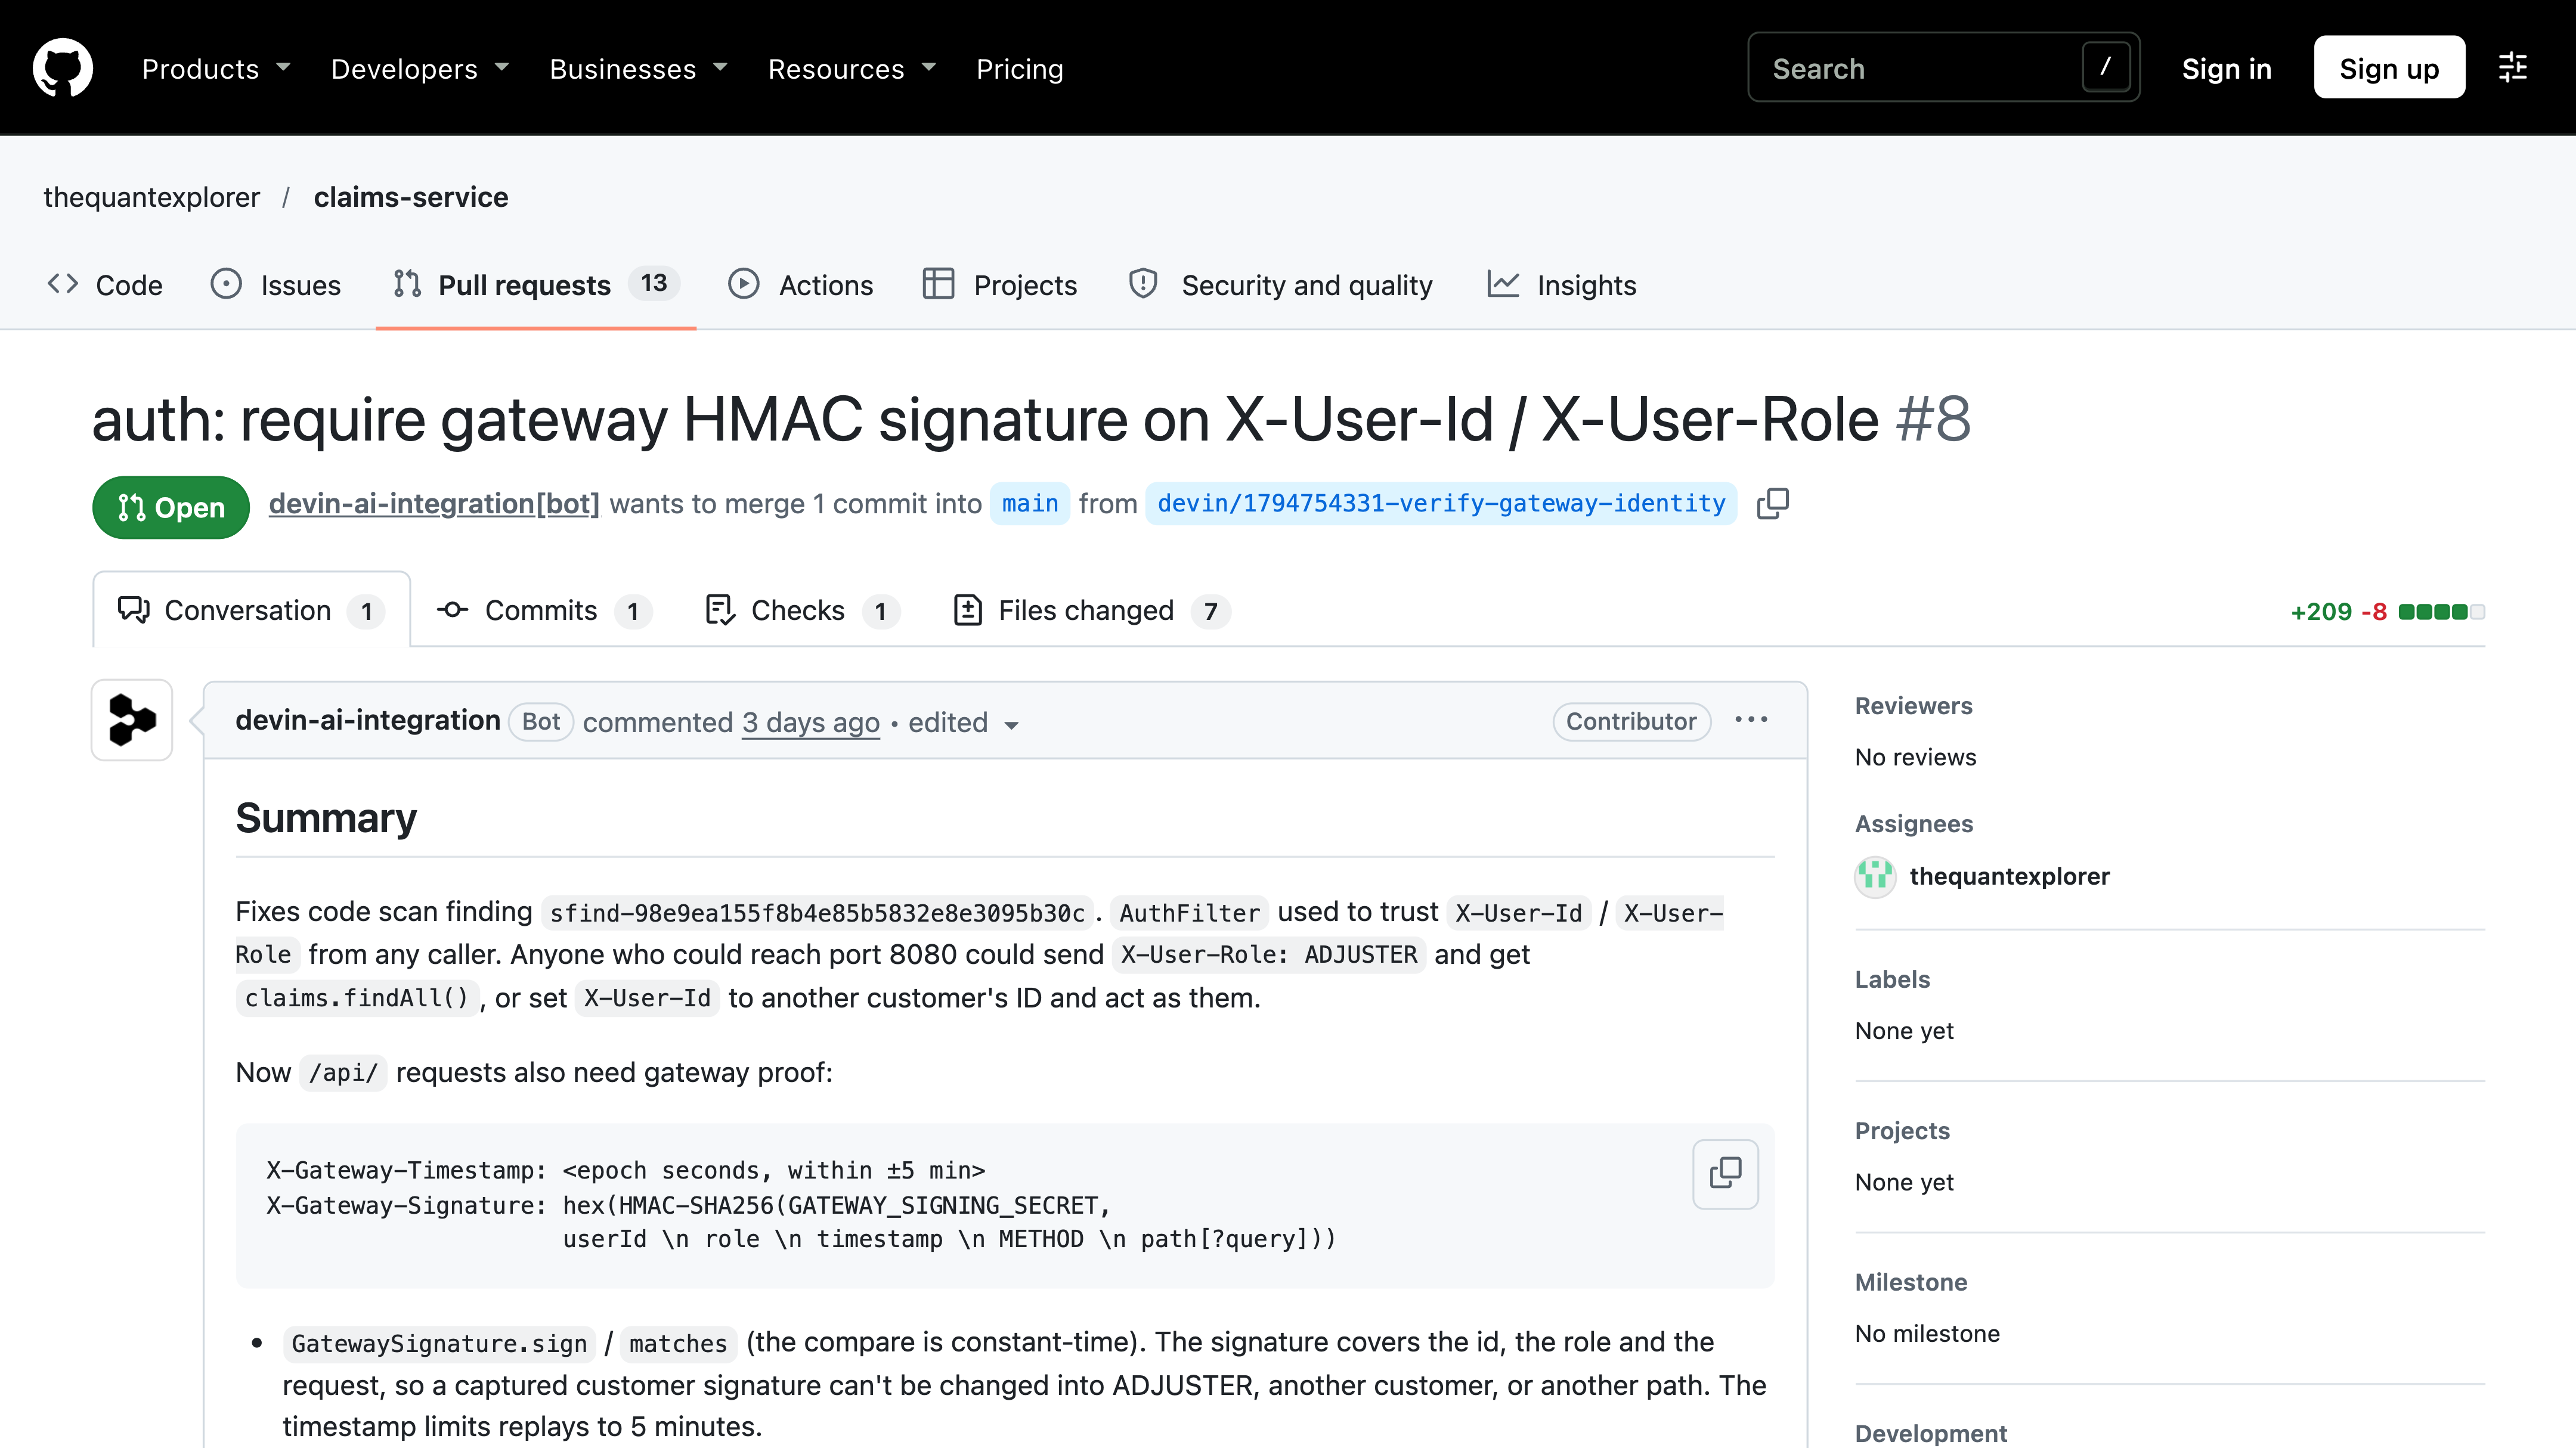 Products
Developers
Businesses
Resources
Pricing
Search
/
Sign in
Sign up
thequantexplorer / claims-service
Code
Issues
Pull requests 13
Actions
Projects
Security and quality
Insights
auth: require gateway HMAC signature on X-User-Id / X-User-Role #8
Open
devin-ai-integration[bot] wants to merge 1 commit into main from devin/1794754331-verify-gateway-identity
Conversation 1
Commits 1
Checks 1
Files changed 7
+209 -8
devin-ai-integration Bot commented 3 days ago • edited
Contributor
Summary
Fixes code scan finding sfind-98e9ea155f8b4e85b5832e8e3095b30c. AuthFilter used to trust X-User-Id / X-User-
Role from any caller. Anyone who could reach port 8080 could send X-User-Role: ADJUSTER and get
claims.findAll(), or set X-User-Id to another customer's ID and act as them.
Now /api/ requests also need gateway proof:
X-Gateway-Timestamp: <epoch seconds, within ±5 min>
X-Gateway-Signature: hex(HMAC-SHA256(GATEWAY_SIGNING_SECRET,
userId \n role \n timestamp \n METHOD \n path[?query]))
• GatewaySignature.sign / matches (the compare is constant-time). The signature covers the id, the role and the
request, so a captured customer signature can't be changed into ADJUSTER, another customer, or another path. The
timestamp limits replays to 5 minutes.
Reviewers
No reviews
Assignees
thequantexplorer
Labels
None yet
Projects
None yet
Milestone
No milestone
Development